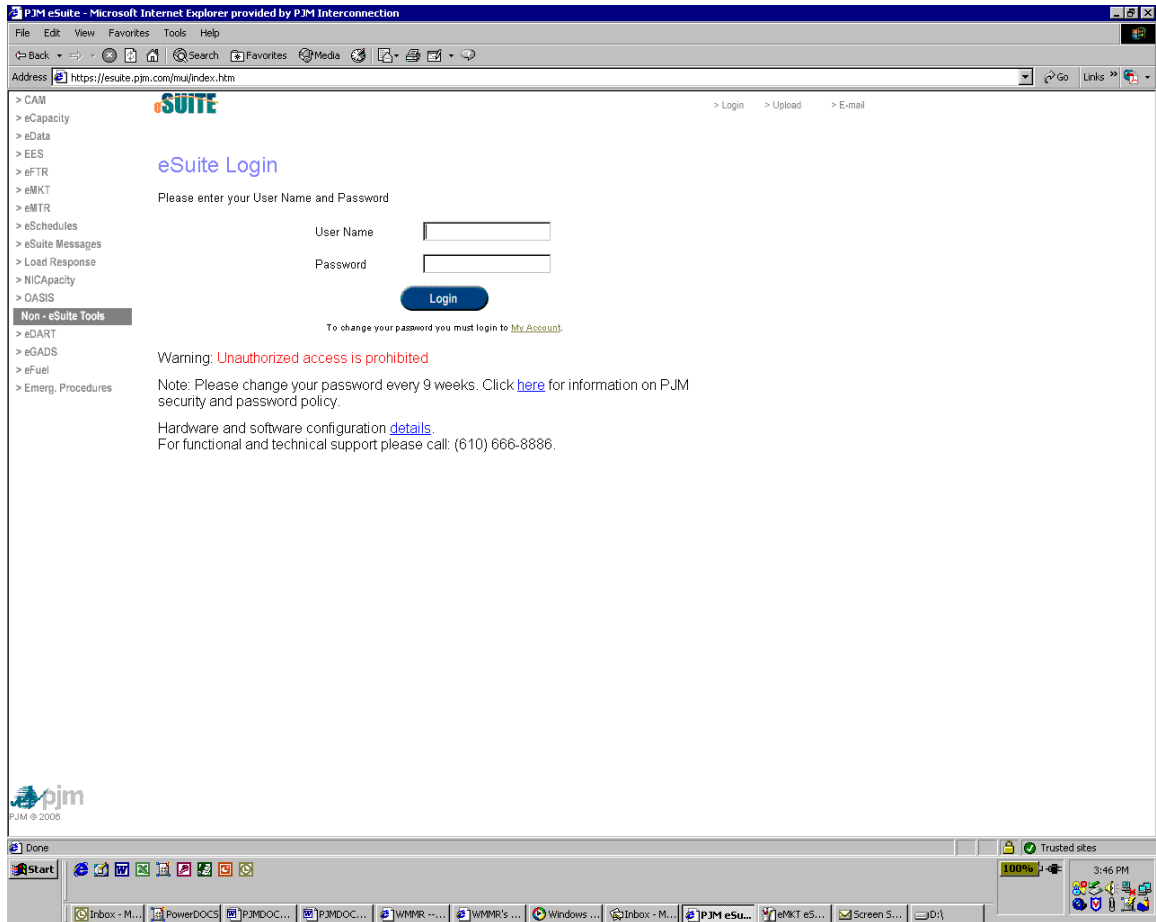 PJM eSuite - Microsoft Internet Explorer provided by PJM Interconnection
File Edit View Favorites Tools Help
Back Search Favorites Media
Address https://esuite.pjm.com/mui/index.htm Go Links »
eSUITE
> Login > Upload > E-mail
> CAM
> eCapacity
> eData
> EES
> eFTR
> eMKT
> eMTR
> eSchedules
> eSuite Messages
> Load Response
> NICApacity
> OASIS
Non - eSuite Tools
> eDART
> eGADS
> eFuel
> Emerg. Procedures
eSuite Login
Please enter your User Name and Password
User Name
Password
Login
To change your password you must login to My Account.
Warning: Unauthorized access is prohibited
Note: Please change your password every 9 weeks. Click here for information on PJM
security and password policy.
Hardware and software configuration details.
For functional and technical support please call: (610) 666-8886.
pjm
PJM © 2006
Done Trusted sites
Start 100% 3:46 PM
Inbox - M... PowerDOCS PJMDOC... PJMDOC... WMMR --... WMMR's ... Windows ... Inbox - M... PJM eSu... eMKT eS... Screen S... D:\